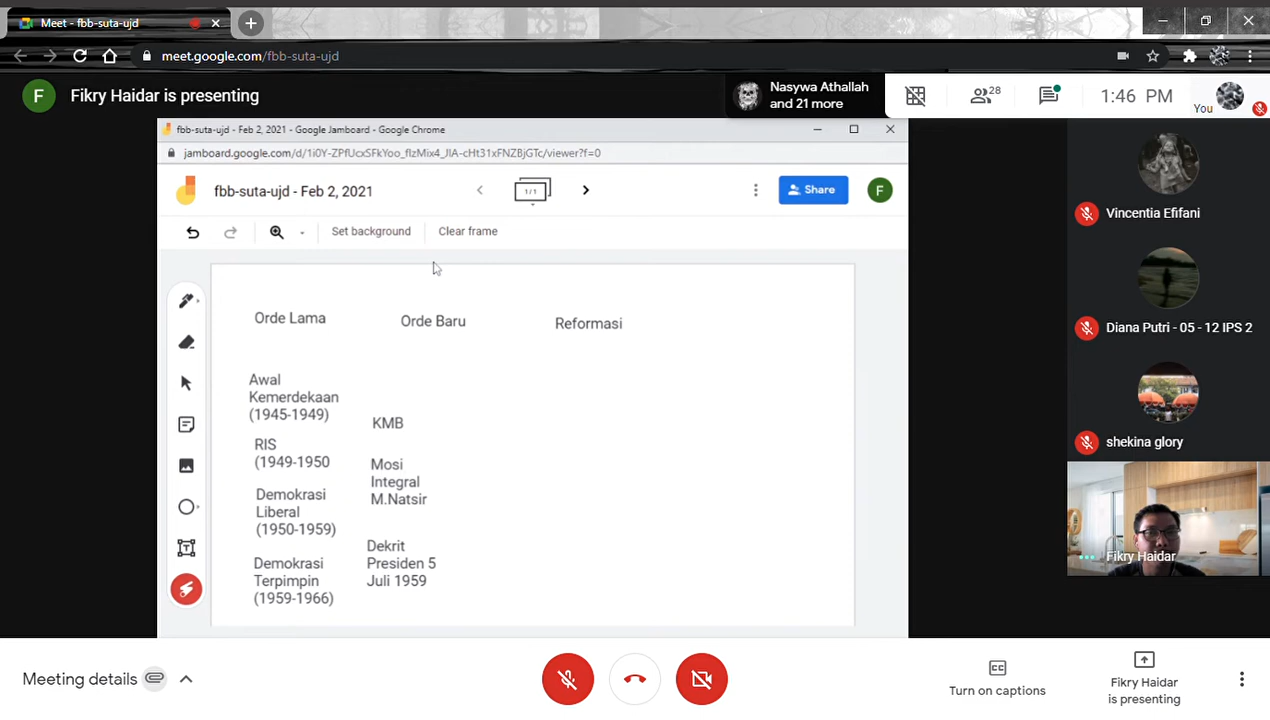 Meet - fbb-suta-ujd
meet.google.com/fbb-suta-ujd
F
Fikry Haidar is presenting
Nasywa Athallah
and 21 more
28
1:46 PM
You
fbb-suta-ujd - Feb 2, 2021 - Google Jamboard - Google Chrome
jamboard.google.com/d/1i0Y-ZPfUcxSFkYoo_fIzMix4_JIA-cHt31xFNZBjGTc/viewer?f=0
fbb-suta-ujd - Feb 2, 2021
1/1
Share
F
Set background
Clear frame
Orde Lama
Orde Baru
Reformasi
Awal
Kemerdekaan
(1945-1949)
KMB
RIS
(1949-1950
Mosi
Integral
M.Natsir
Demokrasi
Liberal
(1950-1959)
Dekrit
Presiden 5
Juli 1959
Demokrasi
Terpimpin
(1959-1966)
Vincentia Efifani
Diana Putri - 05 - 12 IPS 2
shekina glory
Fikry Haidar
Meeting details
CC
Turn on captions
Fikry Haidar
is presenting